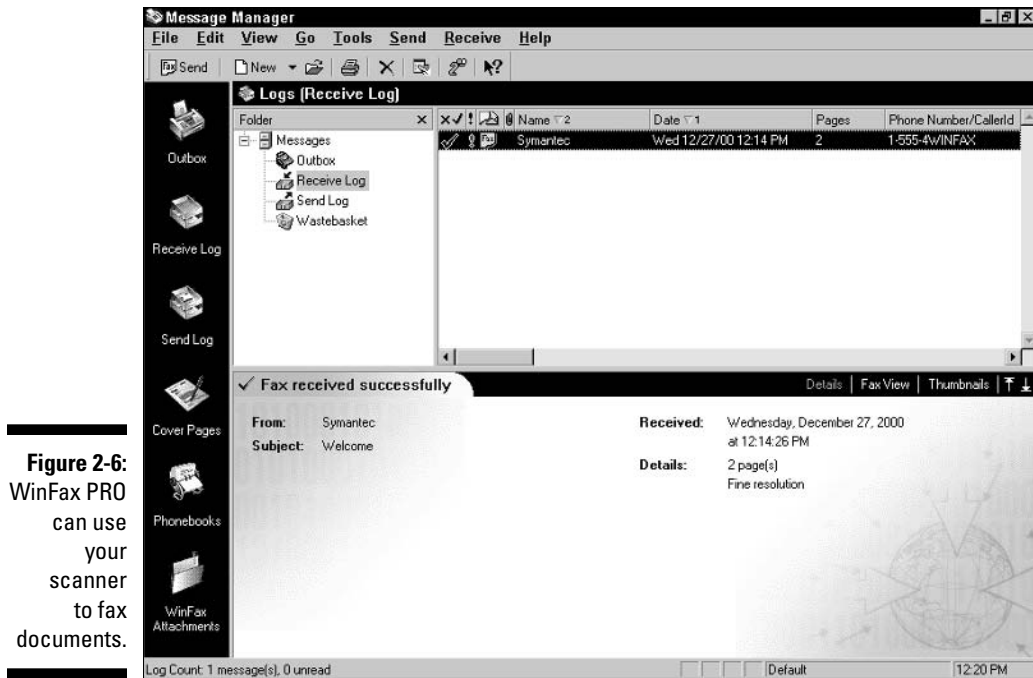 Message Manager
File Edit View Go Tools Send Receive Help
Fax Send New
Logs (Receive Log)
Outbox
Receive Log
Send Log
Cover Pages
Phonebooks
WinFax
Attachments
Folder
Messages
Outbox
Receive Log
Send Log
Wastebasket
Name 2 Date 1 Pages Phone Number/CallerId
Symantec Wed 12/27/00 12:14 PM 2 1-555-4WINFAX
Fax received successfully
Details Fax View Thumbnails
From: Symantec
Subject: Welcome
Received: Wednesday, December 27, 2000
at 12:14:26 PM
Details: 2 page(s)
Fine resolution
Log Count: 1 message(s), 0 unread Default 12:20 PM
Figure 2-6:
WinFax PRO
can use
your
scanner
to fax
documents.